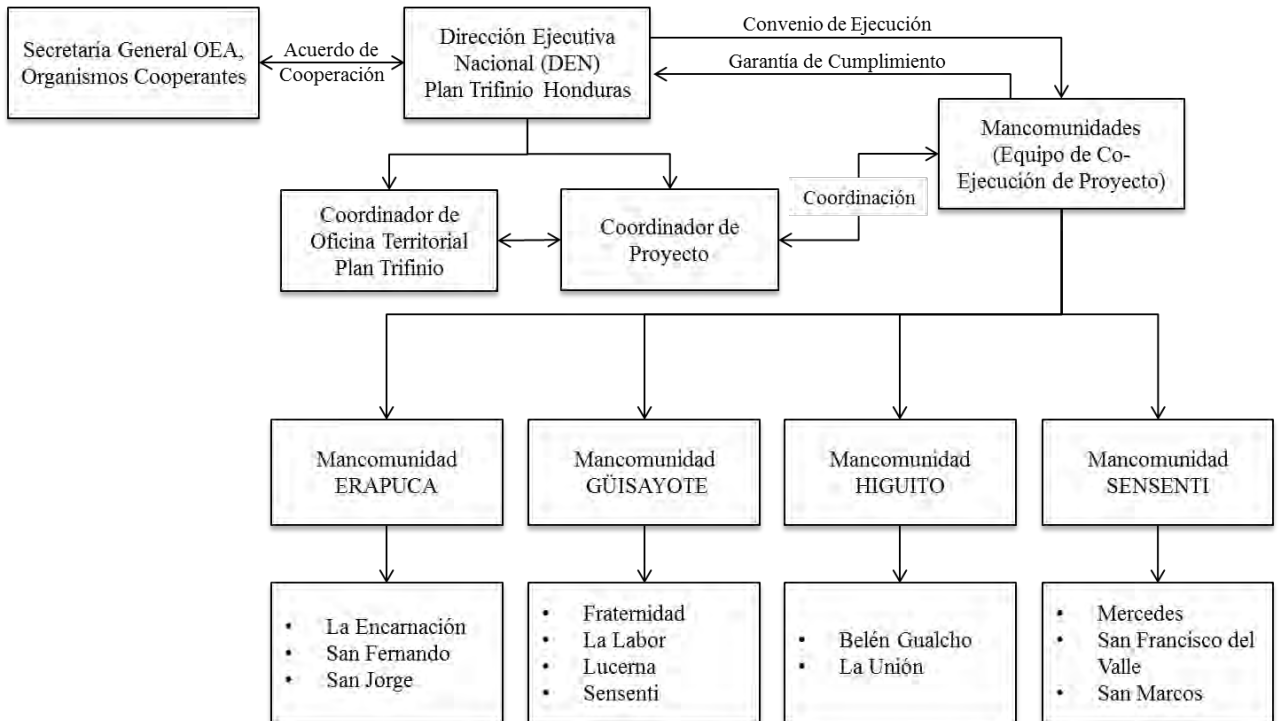 Secretaría General OEA,
Organismos Cooperantes
Acuerdo de
Cooperación
Dirección Ejecutiva
Nacional (DEN)
Plan Trifinio Honduras
Convenio de Ejecución
Garantía de Cumplimiento
Mancomunidades
(Equipo de Co-
Ejecución de Proyecto)
Coordinación
Coordinador de
Oficina Territorial
Plan Trifinio
Coordinador de
Proyecto
Mancomunidad
ERAPUCA
Mancomunidad
GÜISAYOTE
Mancomunidad
HIGUITO
Mancomunidad
SENSENTI
• La Encarnación
• San Fernando
• San Jorge
• Fraternidad
• La Labor
• Lucerna
• Sensenti
• Belén Gualcho
• La Unión
• Mercedes
• San Francisco del
Valle
• San Marcos